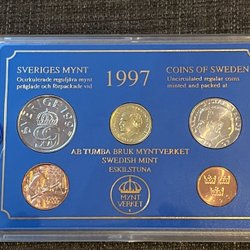 SVERIGES MYNT
Ocirkulerade reguljära mynt
präglade och förpackade vid
1997
COINS OF SWEDEN
Uncirculated regular coins
minted and packed at
AB TUMBA BRUK MYNTVERKET
SWEDISH MINT
ESKILSTUNA
MYNT
VERKET